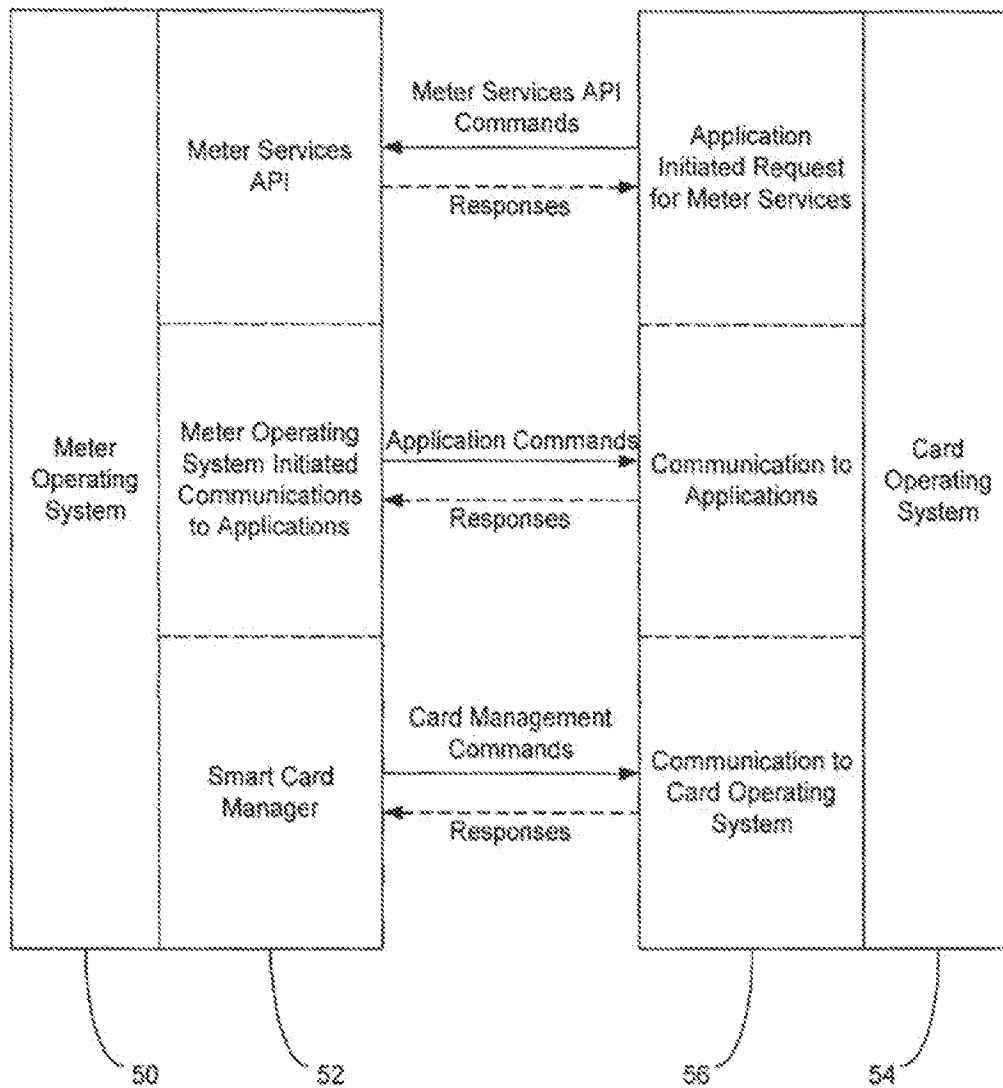 Meter Services API
Commands
Meter Services
API
Responses
Application
Initiated Request
for Meter Services
Meter
Operating
System
Meter Operating
System Initiated
Communications
to Applications
Application Commands
Responses
Communication to
Applications
Card
Operating
System
Smart Card
Manager
Card Management
Commands
Responses
Communication to
Card Operating
System
50
52
56
54